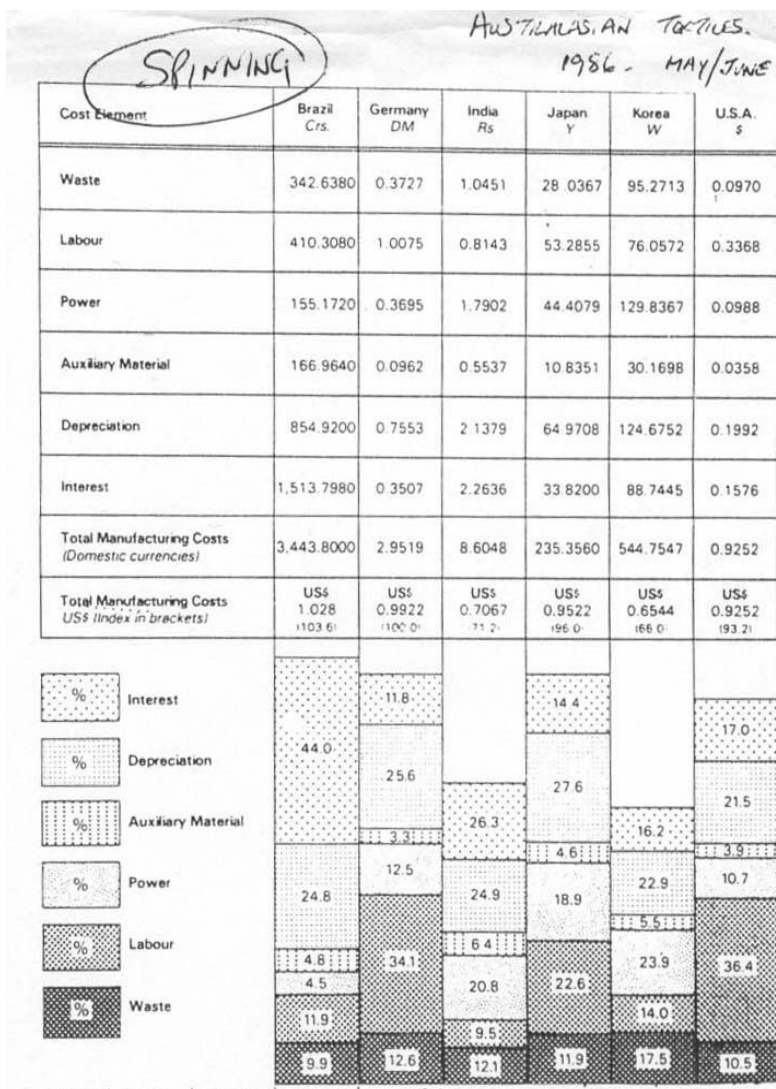 AUSTRALASIAN TEXTILES.
SPINNING
1986. MAY/JUNE
Cost Element Brazil Crs. Germany DM India Rs Japan Y Korea W U.S.A. $
Waste 342.6380 0.3727 1.0451 28.0367 95.2713 0.0970
Labour 410.3080 1.0075 0.8143 53.2855 76.0572 0.3368
Power 155.1720 0.3695 1.7902 44.4079 129.8367 0.0988
Auxiliary Material 166.9640 0.0962 0.5537 10.8351 30.1698 0.0358
Depreciation 854.9200 0.7553 2.1379 64.9708 124.6752 0.1992
Interest 1,513.7980 0.3507 2.2636 33.8200 88.7445 0.1576
Total Manufacturing Costs
(Domestic currencies) 3,443.8000 2.9519 8.6048 235.3560 544.7547 0.9252
Total Manufacturing Costs US$ US$ US$ US$ US$ US$
US$ (Index in brackets) 1.028 0.9922 0.7067 0.9522 0.6544 0.9252
(103.6) (100.0) 71.2) (96.0) (66.0) (93.2)
% Interest 44.0 11.8 26.3 14.4 16.2 17.0
% Depreciation 24.8 25.6 24.9 27.6 22.9 21.5
% Auxiliary Material 4.8 3.3 6.4 4.6 5.5 3.9
% Power 4.5 12.5 20.8 18.9 23.9 10.7
% Labour 11.9 34.1 9.5 22.6 14.0 36.4
% Waste 9.9 12.6 12.1 11.9 17.5 10.5